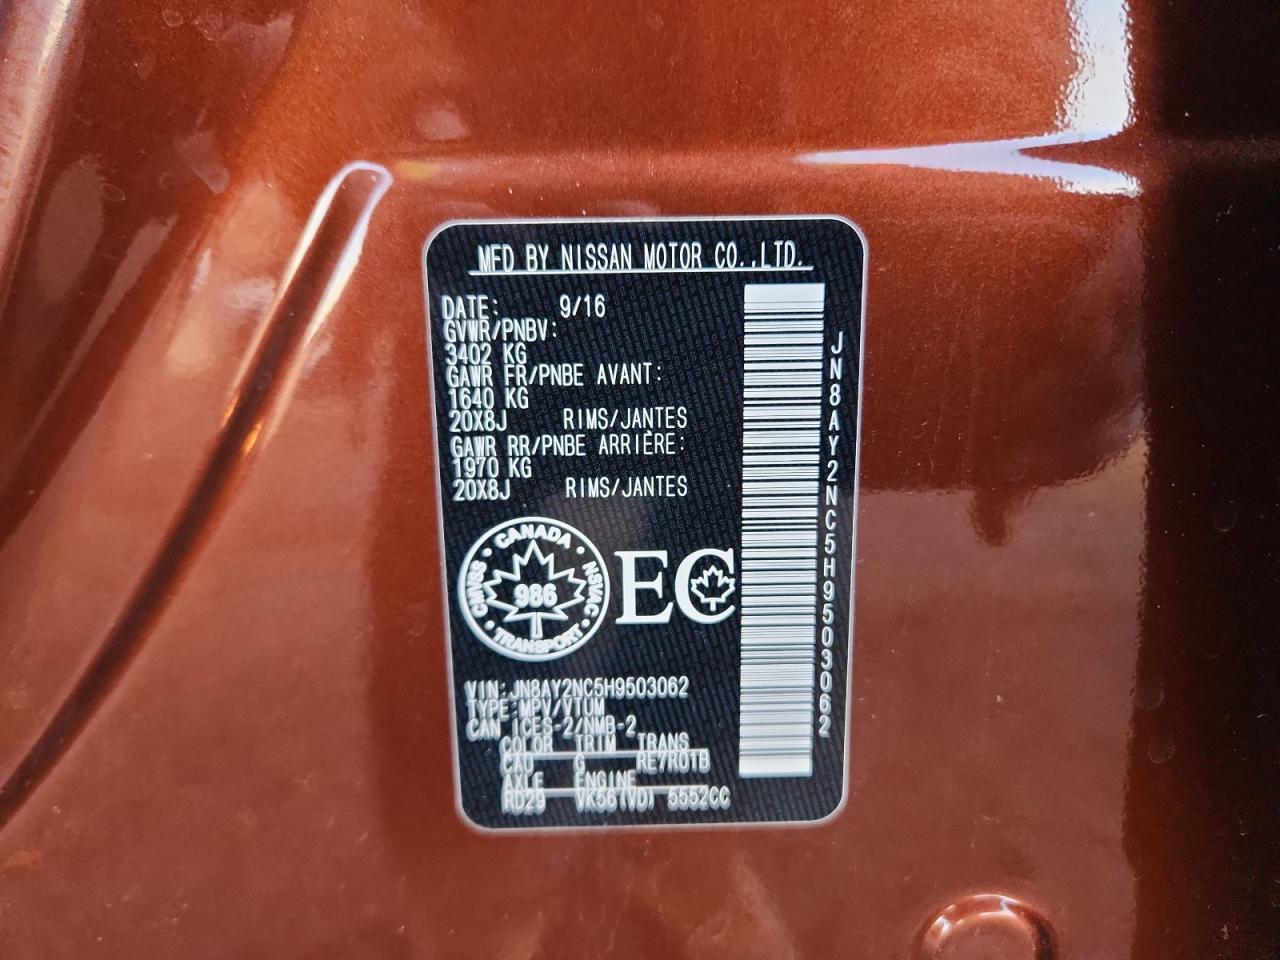 MFD BY NISSAN MOTOR CO.,LTD.
DATE: 9/16
GVWR/PNBV:
3402 KG
GAWR FR/PNBE AVANT:
1640 KG
20X8J RIMS/JANTES
GAWR RR/PNBE ARRIÈRE:
1970 KG
20X8J RIMS/JANTES
CANADA
CMVSS 986 NSVAC
TRANSPORT
EC
VIN:JN8AY2NC5H9503062
TYPE:MPV/VTUM
CAN ICES-2/NMB-2
COLOR TRIM TRANS
CAU G RE7R01B
AXLE ENGINE
RD29 VK56(VD) 5552CC
JN8AY2NC5H9503062